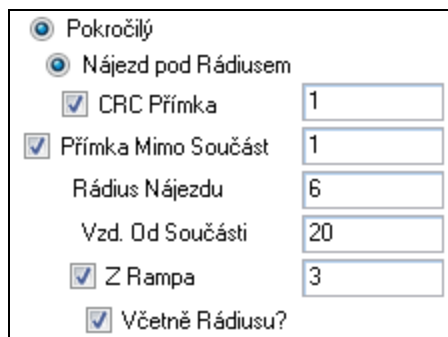 Pokročilý
Nájezd pod Rádiusem
CRC Přímka 1
Přímka Mimo Součást 1
Rádius Nájezdu 6
Vzd. Od Součásti 20
Z Rampa 3
Včetně Rádiusu?